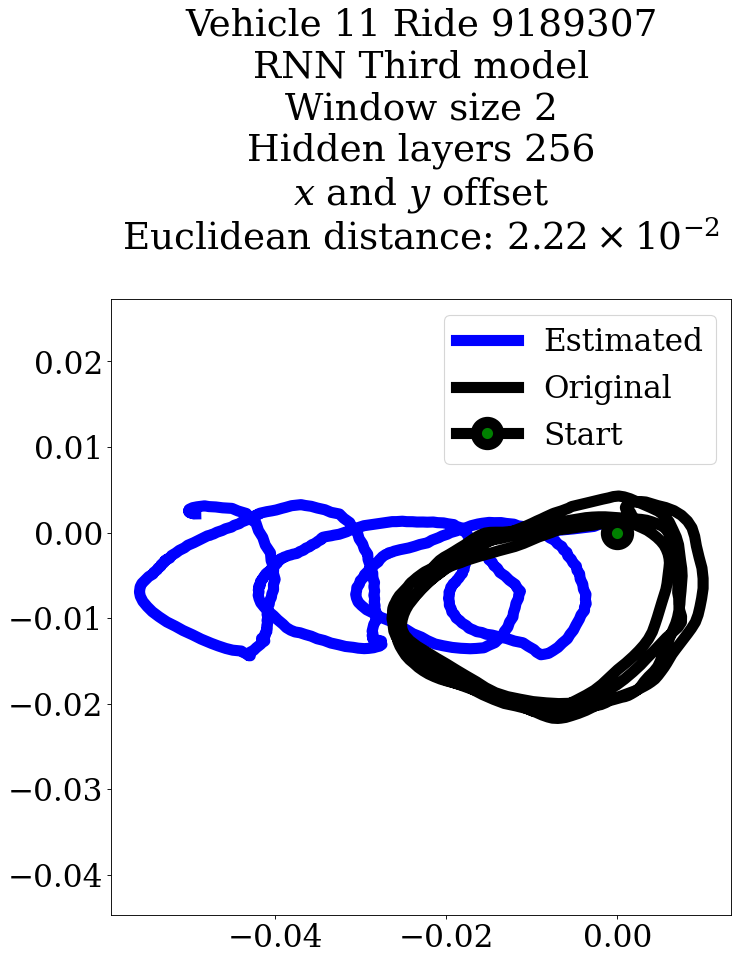 Vehicle 11 Ride 9189307
RNN Third model
Window size 2
Hidden layers 256
x and y offset
Euclidean distance: 2.22 × 10⁻²
Estimated
Original
Start
0.02
0.01
0.00
−0.01
−0.02
−0.03
−0.04
−0.04 −0.02 0.00